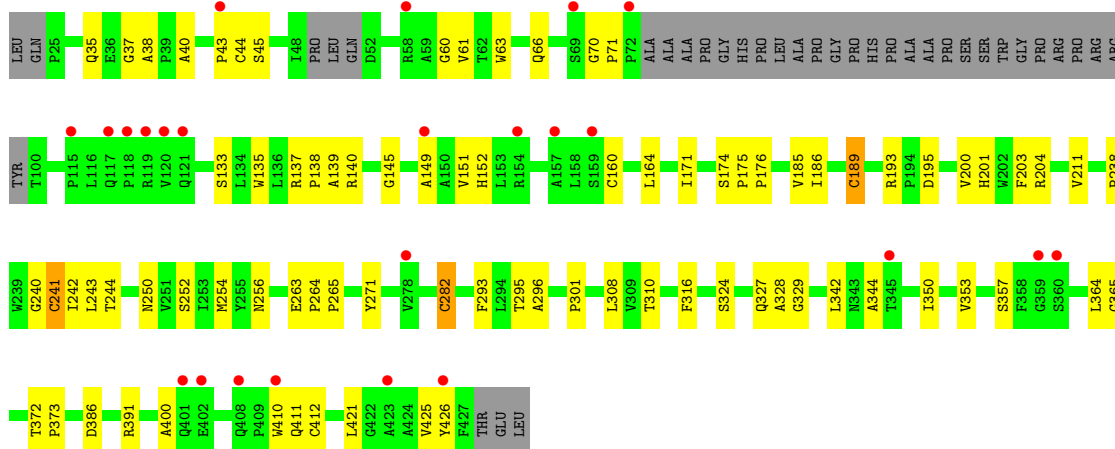 LEU GLN P25 Q35 E36 G37 A38 P39 A40 P43 C44 S45 I48 PRO LEU GLN D52 R58 A59 G60 V61 T62 W63 Q66 S69 G70 P71 P72 ALA ALA ALA PRO GLY HIS PRO LEU ALA PRO GLY PRO HIS PRO ALA ALA PRO SER SER TRP GLY PRO ARG PRO ARG ARG
TYR T100 P115 L116 Q117 P118 R119 V120 Q121 S133 L134 W135 L136 R137 P138 A139 R140 G145 A149 A150 V151 H152 L153 R154 A157 L158 S159 C160 L164 I171 S174 P175 P176 V185 I186 C189 R193 P194 D195 V200 H201 W202 F203 R204 V211
W239 G240 C241 I242 L243 T244 N250 V251 S252 I253 M254 Y255 N256 E263 P264 P265 Y271 V278 C282 F293 L294 T295 A296 P301 L308 V309 T310 F316 S324 Q327 A328 G329 L342 N343 A344 T345 I350 V353 S357 F358 G359 S360 L364
T372 P373 D386 R391 A400 Q401 E402 Q408 P409 W410 Q411 C412 L421 G422 A423 A424 V425 Y426 F427 THR GLU LEU